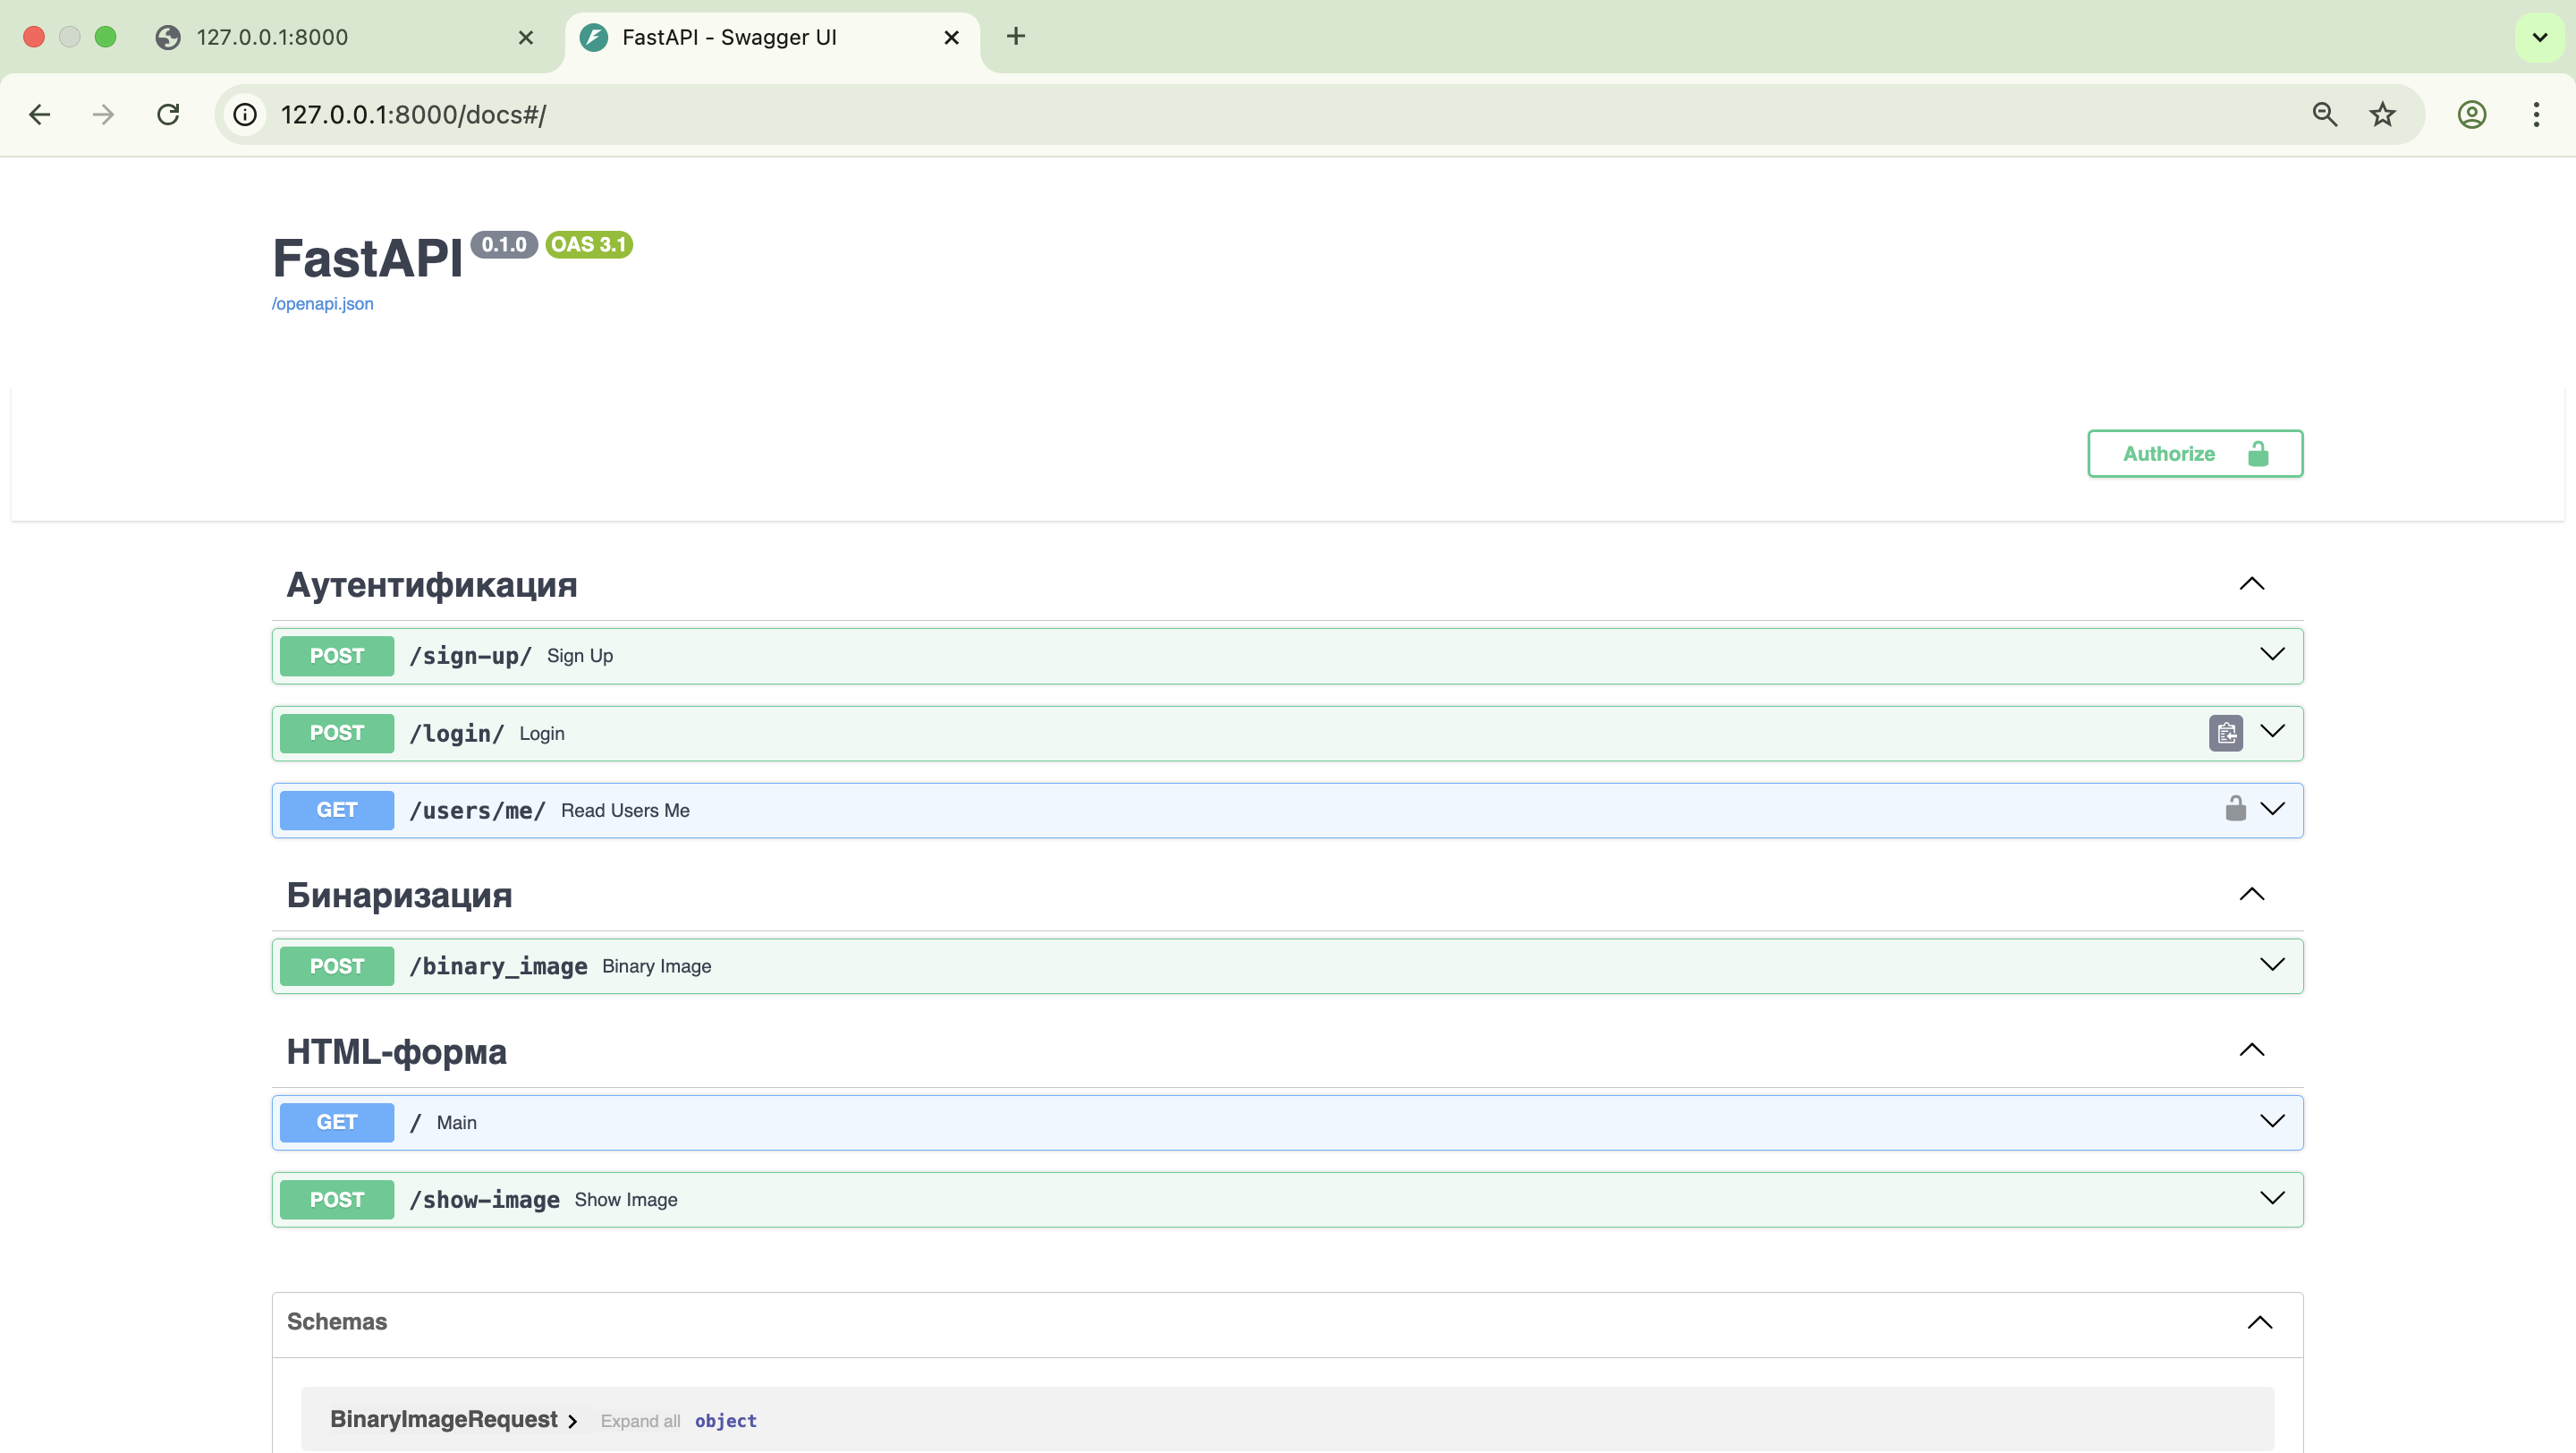 127.0.0.1:8000
FastAPI - Swagger UI
127.0.0.1:8000/docs#/
FastAPI 0.1.0 OAS 3.1
/openapi.json
Authorize
Аутентификация
POST /sign-up/ Sign Up
POST /login/ Login
GET /users/me/ Read Users Me
Бинаризация
POST /binary_image Binary Image
HTML-форма
GET / Main
POST /show-image Show Image
Schemas
BinaryImageRequest Expand all object